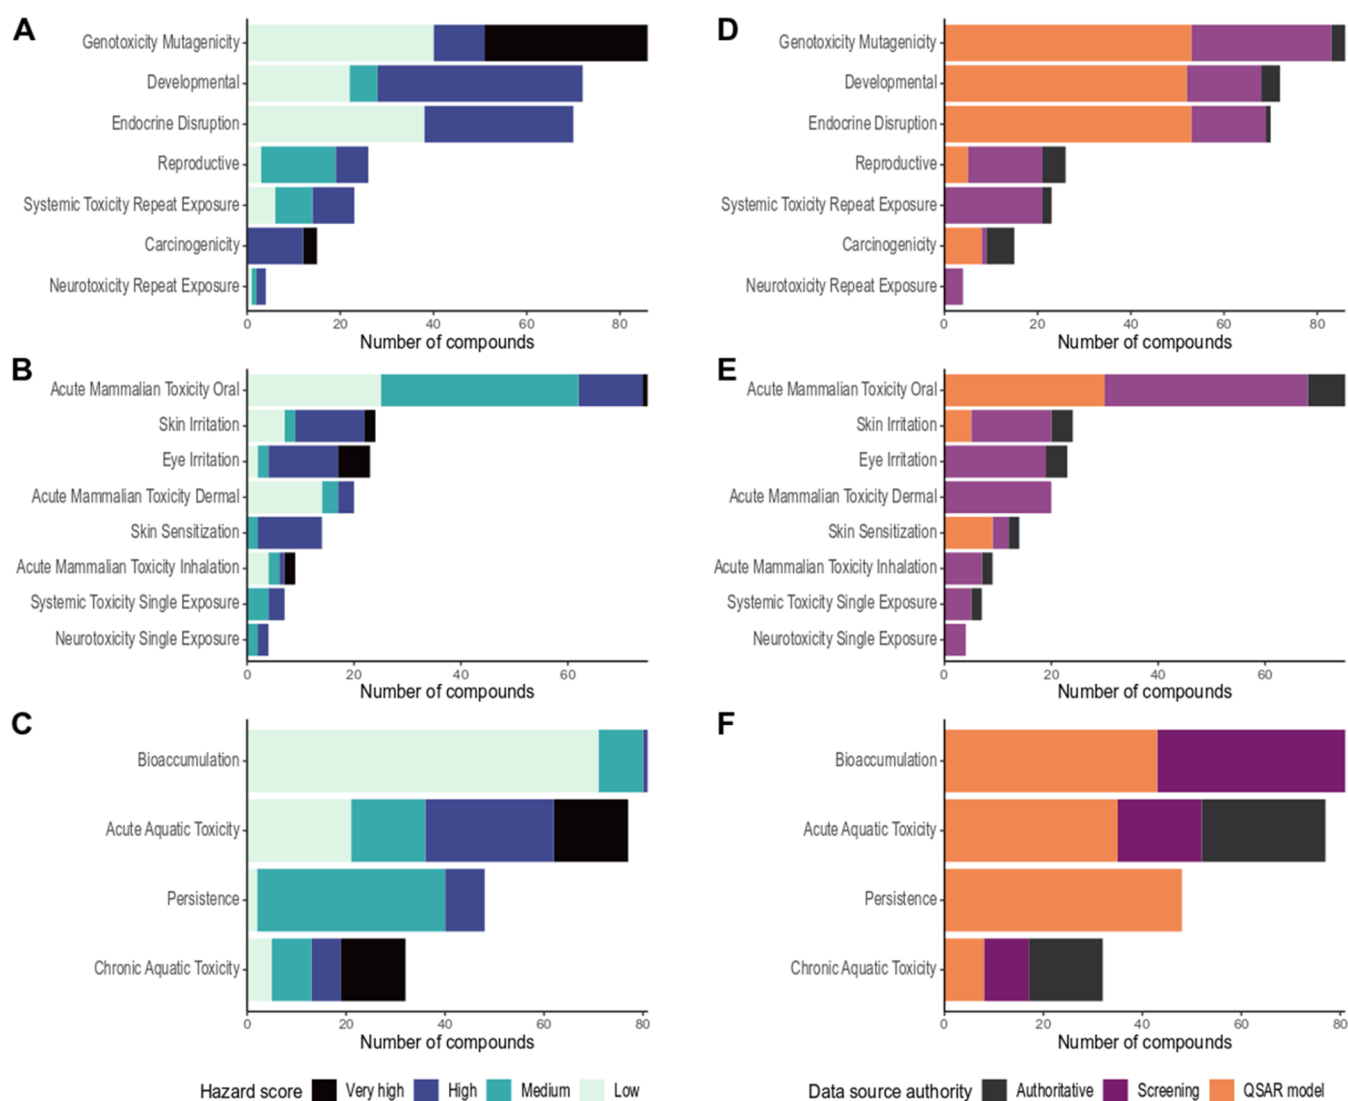 A
Genotoxicity Mutagenicity
Developmental
Endocrine Disruption
Reproductive
Systemic Toxicity Repeat Exposure
Carcinogenicity
Neurotoxicity Repeat Exposure
0 20 40 60 80
Number of compounds
D
Genotoxicity Mutagenicity
Developmental
Endocrine Disruption
Reproductive
Systemic Toxicity Repeat Exposure
Carcinogenicity
Neurotoxicity Repeat Exposure
0 20 40 60 80
Number of compounds
B
Acute Mammalian Toxicity Oral
Skin Irritation
Eye Irritation
Acute Mammalian Toxicity Dermal
Skin Sensitization
Acute Mammalian Toxicity Inhalation
Systemic Toxicity Single Exposure
Neurotoxicity Single Exposure
0 20 40 60
Number of compounds
E
Acute Mammalian Toxicity Oral
Skin Irritation
Eye Irritation
Acute Mammalian Toxicity Dermal
Skin Sensitization
Acute Mammalian Toxicity Inhalation
Systemic Toxicity Single Exposure
Neurotoxicity Single Exposure
0 20 40 60
Number of compounds
C
Bioaccumulation
Acute Aquatic Toxicity
Persistence
Chronic Aquatic Toxicity
0 20 40 60 80
Number of compounds
F
Bioaccumulation
Acute Aquatic Toxicity
Persistence
Chronic Aquatic Toxicity
0 20 40 60 80
Number of compounds
Hazard score Very high High Medium Low
Data source authority Authoritative Screening QSAR model